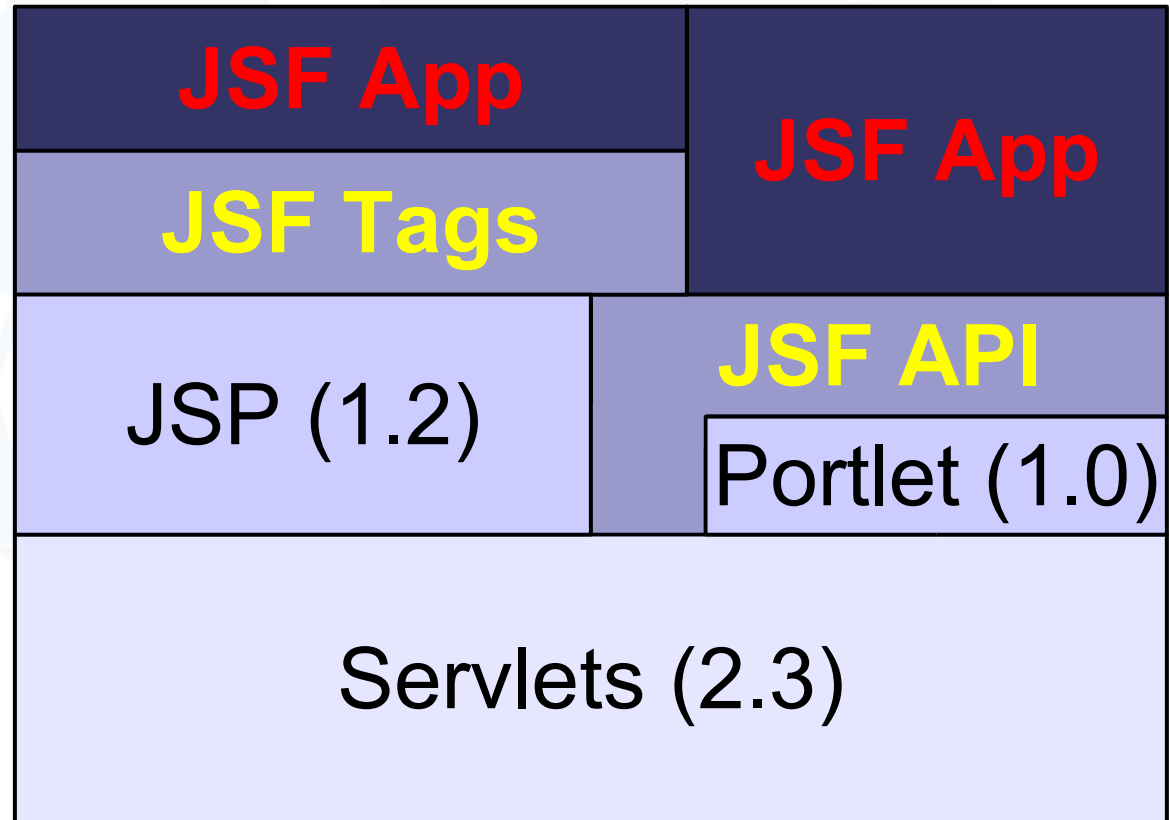 JSF App
JSF App
JSF Tags
JSF API
JSP (1.2)
Portlet (1.0)
Servlets (2.3)